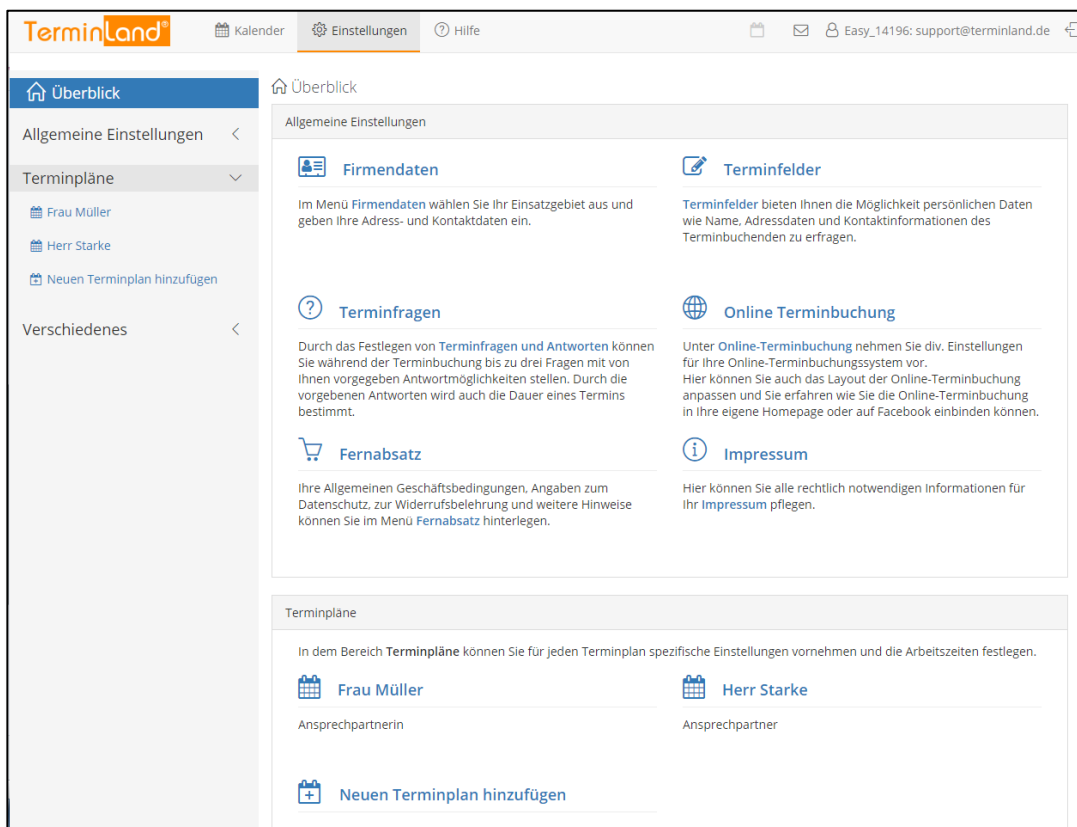 TerminLand®
Kalender
Einstellungen
Hilfe
Easy_14196: support@terminland.de
Überblick
Allgemeine Einstellungen
Terminpläne
Frau Müller
Herr Starke
Neuen Terminplan hinzufügen
Verschiedenes
Überblick
Allgemeine Einstellungen
Firmendaten
Im Menü Firmendaten wählen Sie Ihr Einsatzgebiet aus und
geben Ihre Adress- und Kontaktdaten ein.
Terminfelder
Terminfelder bieten Ihnen die Möglichkeit persönlichen Daten
wie Name, Adressdaten und Kontaktinformationen des
Terminbuchenden zu erfragen.
Terminfragen
Durch das Festlegen von Terminfragen und Antworten können
Sie während der Terminbuchung bis zu drei Fragen mit von
Ihnen vorgegeben Antwortmöglichkeiten stellen. Durch die
vorgebenen Antworten wird auch die Dauer eines Termins
bestimmt.
Online Terminbuchung
Unter Online-Terminbuchung nehmen Sie div. Einstellungen
für Ihre Online-Terminbuchungssystem vor.
Hier können Sie auch das Layout der Online-Terminbuchung
anpassen und Sie erfahren wie Sie die Online-Terminbuchung
in Ihre eigene Homepage oder auf Facebook einbinden können.
Fernabsatz
Ihre Allgemeinen Geschäftsbedingungen, Angaben zum
Datenschutz, zur Widerrufsbelehrung und weitere Hinweise
können Sie im Menü Fernabsatz hinterlegen.
Impressum
Hier können Sie alle rechtlich notwendigen Informationen für
Ihr Impressum pflegen.
Terminpläne
In dem Bereich Terminpläne können Sie für jeden Terminplan spezifische Einstellungen vornehmen und die Arbeitszeiten festlegen.
Frau Müller
Ansprechpartnerin
Herr Starke
Ansprechpartner
Neuen Terminplan hinzufügen